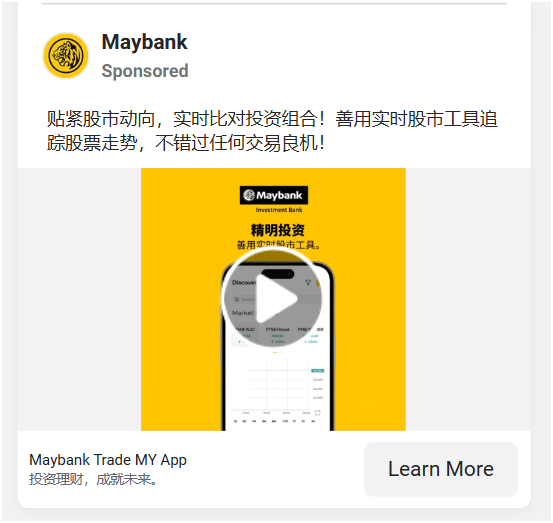 Maybank
Sponsored
贴紧股市动向，实时比对投资组合！善用实时股市工具追
踪股票走势，不错过任何交易良机！
Maybank
Investment Bank
精明投资
善用实时股市工具。
Discover
Search
Market
FTSE4Good
Maybank Trade MY App
投资理财，成就未来。
Learn More